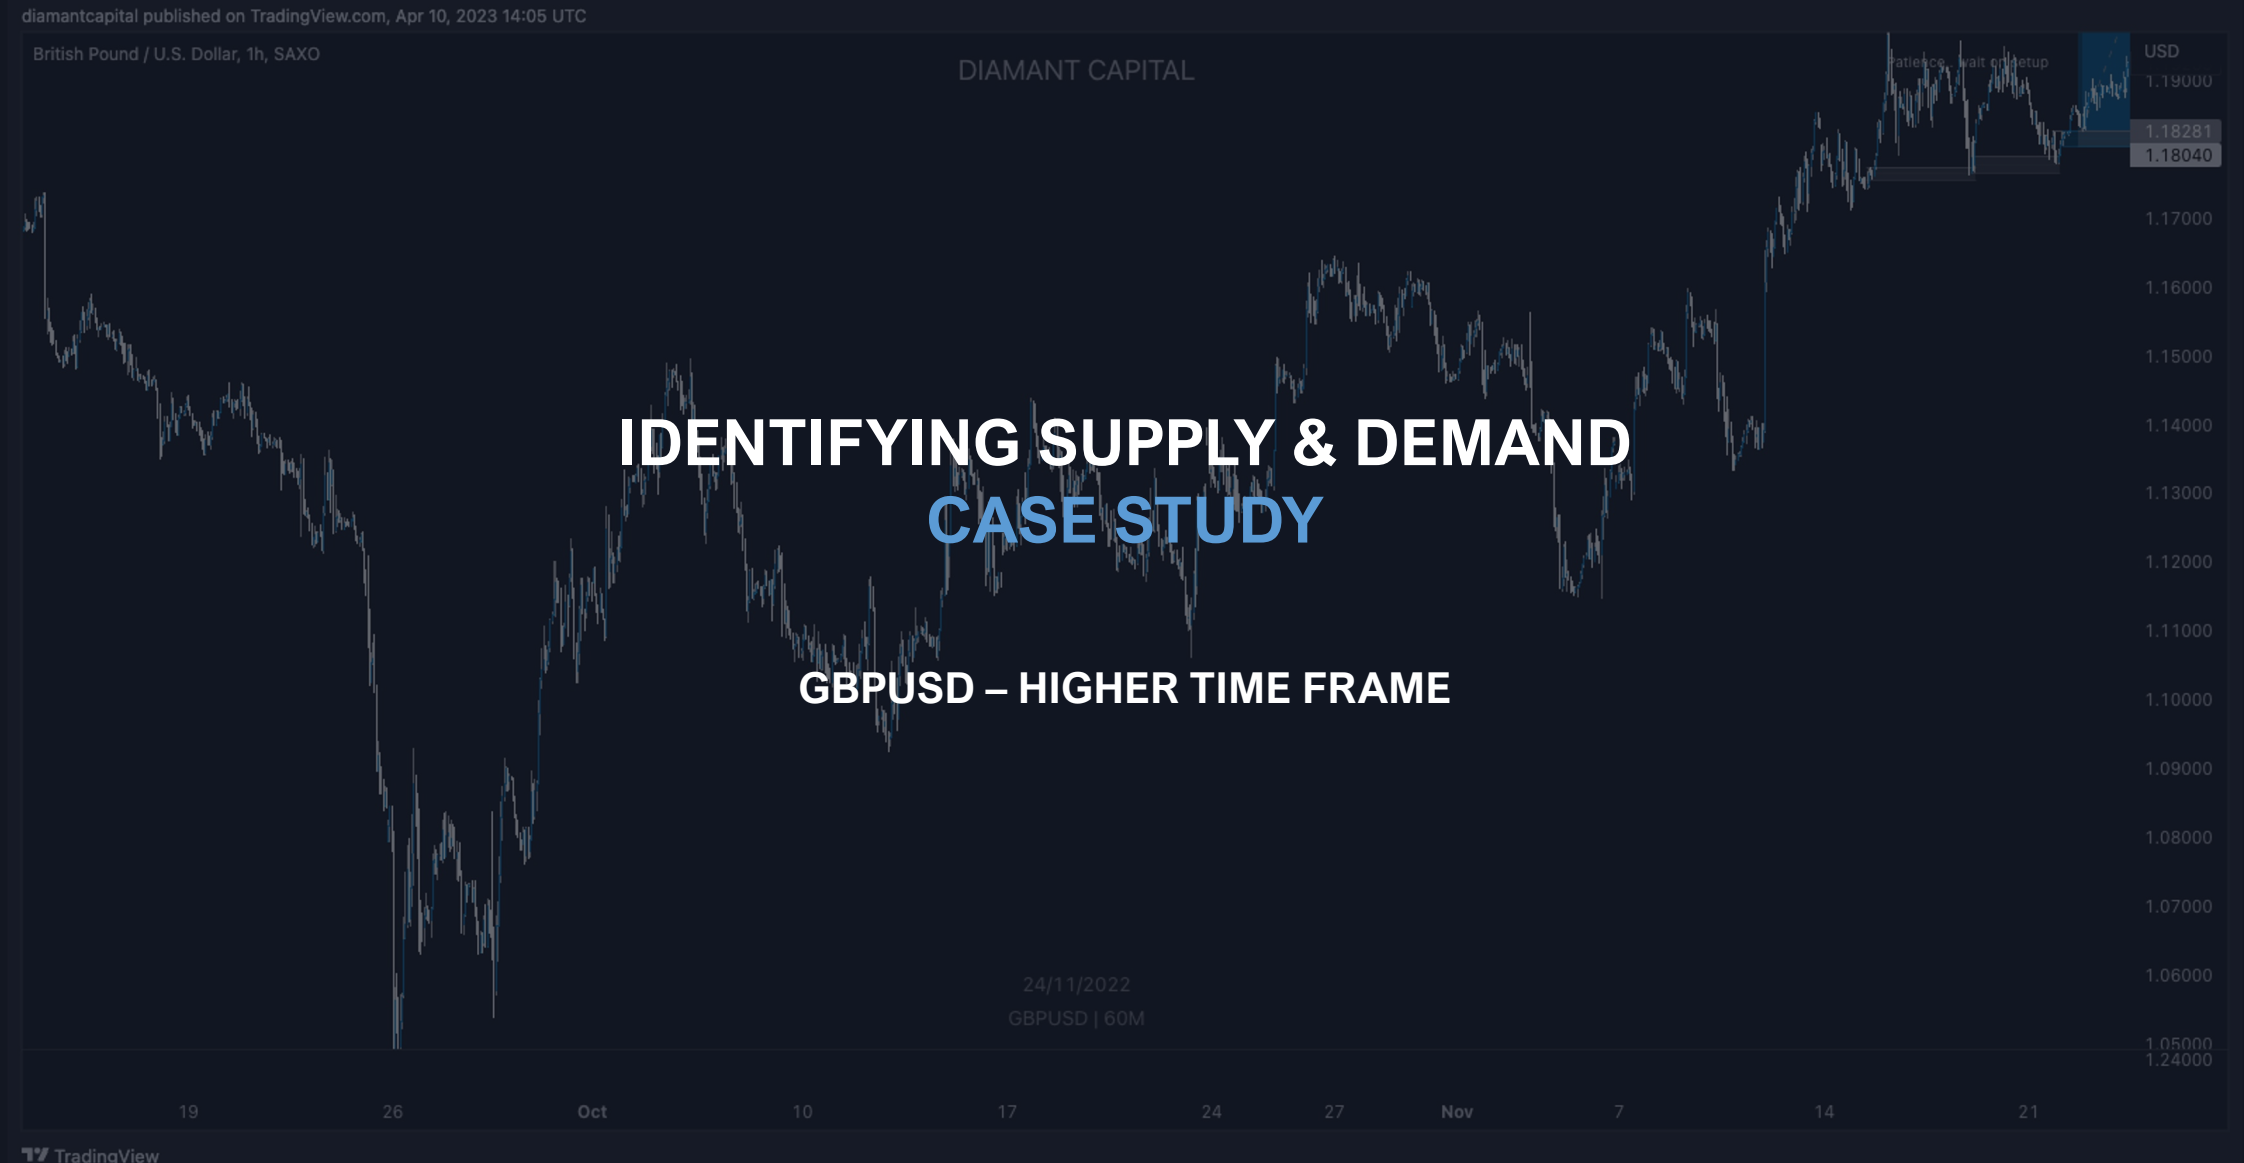 diamantcapital published on TradingView.com, Apr 10, 2023 14:05 UTC
British Pound / U.S. Dollar, 1h, SAXO
DIAMANT CAPITAL
Patience, wait on setup
USD
1.19000
1.18281
1.18040
1.17000
1.16000
1.15000
1.14000
IDENTIFYING SUPPLY & DEMAND
CASE STUDY
1.13000
1.12000
1.11000
GBPUSD – HIGHER TIME FRAME
1.10000
1.09000
1.08000
1.07000
1.06000
24/11/2022
GBPUSD | 60M
1.05000
1.24000
19 26 Oct 10 17 24 27 Nov 7 14 21
TradingView